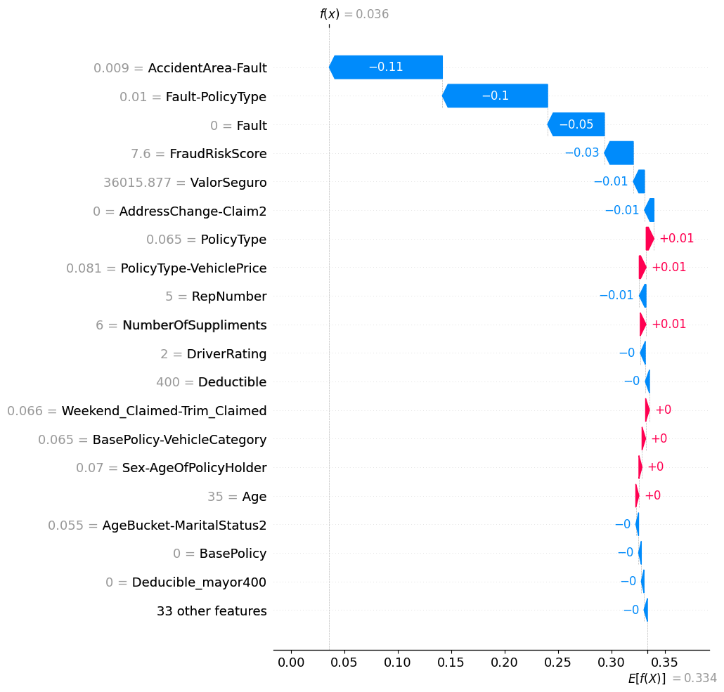 f(x) = 0.036
0.009 = AccidentArea-Fault −0.11
0.01 = Fault-PolicyType −0.1
0 = Fault −0.05
7.6 = FraudRiskScore −0.03
36015.877 = ValorSeguro −0.01
0 = AddressChange-Claim2 −0.01
0.065 = PolicyType +0.01
0.081 = PolicyType-VehiclePrice +0.01
5 = RepNumber −0.01
6 = NumberOfSuppliments +0.01
2 = DriverRating −0
400 = Deductible −0
0.066 = Weekend_Claimed-Trim_Claimed +0
0.065 = BasePolicy-VehicleCategory +0
0.07 = Sex-AgeOfPolicyHolder +0
35 = Age +0
0.055 = AgeBucket-MaritalStatus2 −0
0 = BasePolicy −0
0 = Deducible_mayor400 −0
33 other features −0
0.00 0.05 0.10 0.15 0.20 0.25 0.30 0.35
E[f(X)] = 0.334